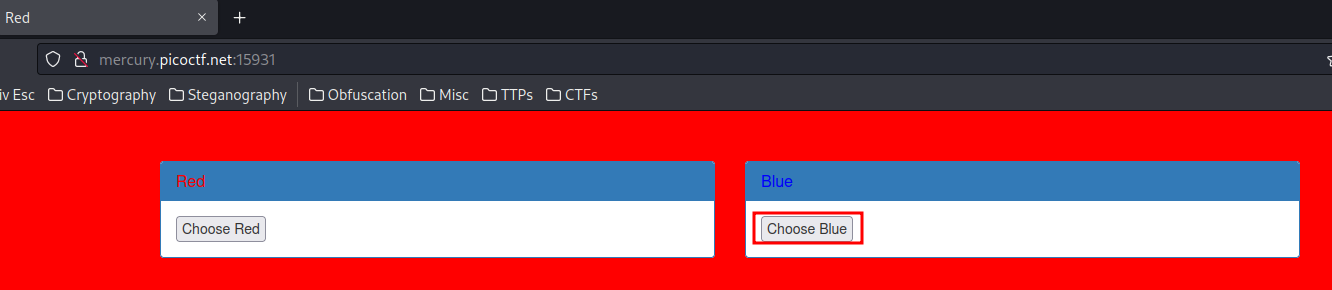 Red
mercury.picoctf.net:15931
iv Esc Cryptography Steganography Obfuscation Misc TTPs CTFs
Red Blue
Choose Red Choose Blue